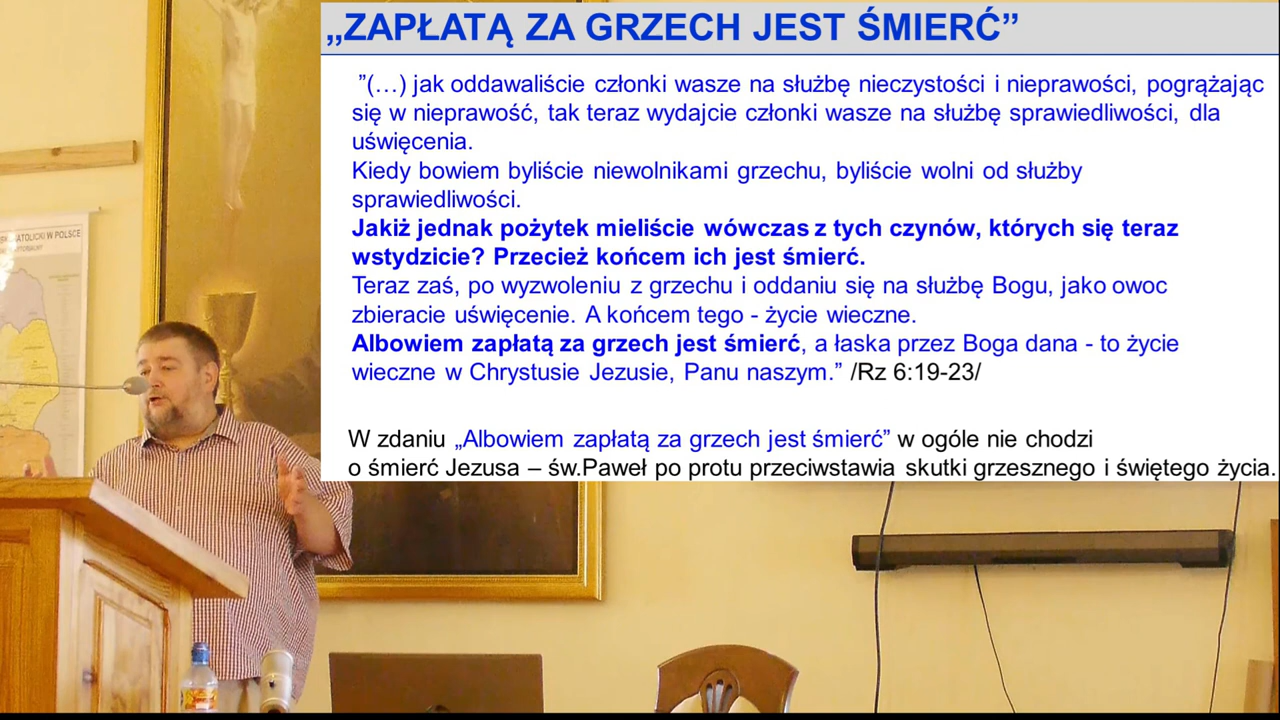 „ZAPŁATĄ ZA GRZECH JEST ŚMIERĆ”
”(…) jak oddawaliście członki wasze na służbę nieczystości i nieprawości, pogrążając
się w nieprawość, tak teraz wydajcie członki wasze na służbę sprawiedliwości, dla
uświęcenia.
Kiedy bowiem byliście niewolnikami grzechu, byliście wolni od służby
sprawiedliwości.
Jakiż jednak pożytek mieliście wówczas z tych czynów, których się teraz
wstydzicie? Przecież końcem ich jest śmierć.
Teraz zaś, po wyzwoleniu z grzechu i oddaniu się na służbę Bogu, jako owoc
zbieracie uświęcenie. A końcem tego - życie wieczne.
Albowiem zapłatą za grzech jest śmierć, a łaska przez Boga dana - to życie
wieczne w Chrystusie Jezusie, Panu naszym.” /Rz 6:19-23/
W zdaniu „Albowiem zapłatą za grzech jest śmierć” w ogóle nie chodzi
o śmierć Jezusa – św.Paweł po protu przeciwstawia skutki grzesznego i świętego życia.
W POLSCE